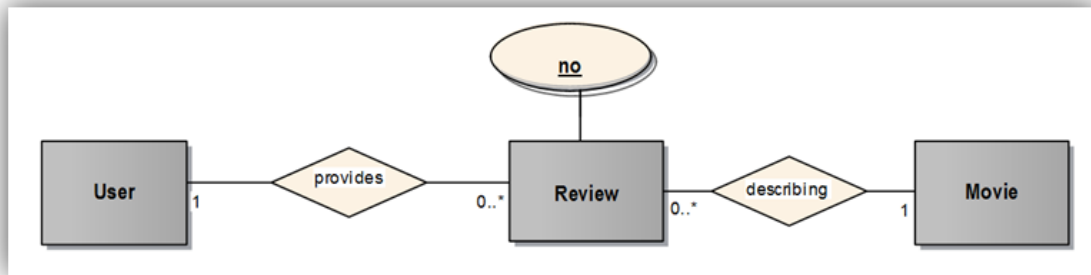 no
User
1
provides
0..*
Review
0..*
describing
1
Movie